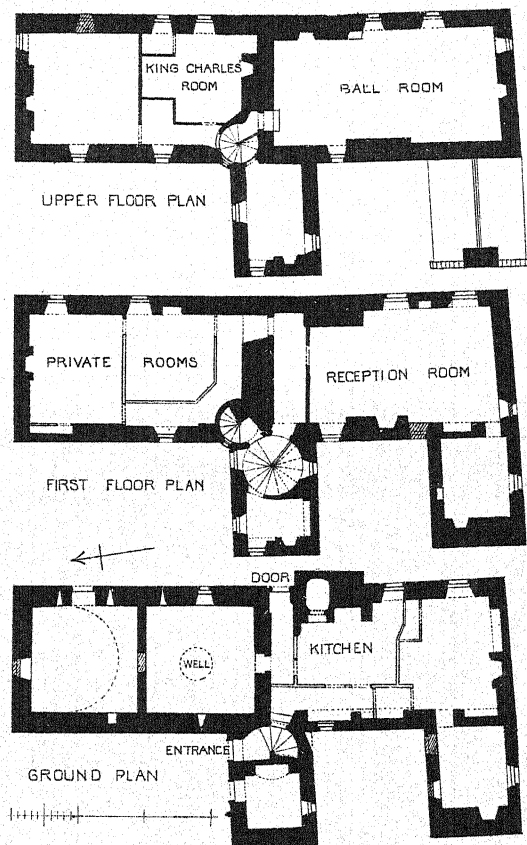 KING CHARLES
ROOM
BALL ROOM
UPPER FLOOR PLAN
PRIVATE ROOMS
RECEPTION ROOM
FIRST FLOOR PLAN
DOOR
KITCHEN
WELL
ENTRANCE
GROUND PLAN